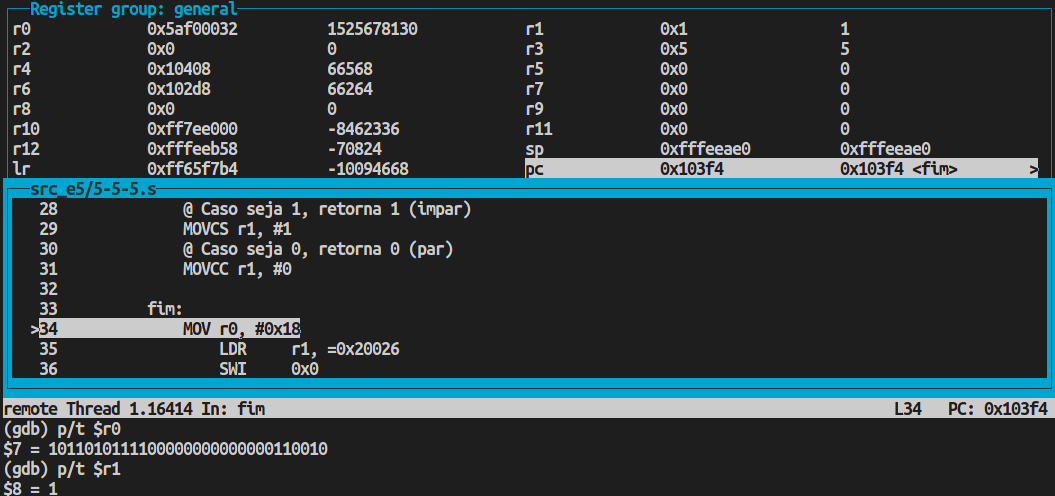 Register group: general
r0 0x5af00032 1525678130 r1 0x1 1
r2 0x0 0 r3 0x5 5
r4 0x10408 66568 r5 0x0 0
r6 0x102d8 66264 r7 0x0 0
r8 0x0 0 r9 0x0 0
r10 0xff7ee000 -8462336 r11 0x0 0
r12 0xfffeeb58 -70824 sp 0xfffeeae0 0xfffeeae0
lr 0xff65f7b4 -10094668 pc 0x103f4 0x103f4 <fim> >
src_e5/5-5-5.s
28 @ Caso seja 1, retorna 1 (impar)
29 MOVCS r1, #1
30 @ Caso seja 0, retorna 0 (par)
31 MOVCC r1, #0
32
33 fim:
>34 MOV r0, #0x18
35 LDR r1, =0x20026
36 SWI 0x0
remote Thread 1.16414 In: fim L34 PC: 0x103f4
(gdb) p/t $r0
$7 = 1011010111100000000000000110010
(gdb) p/t $r1
$8 = 1